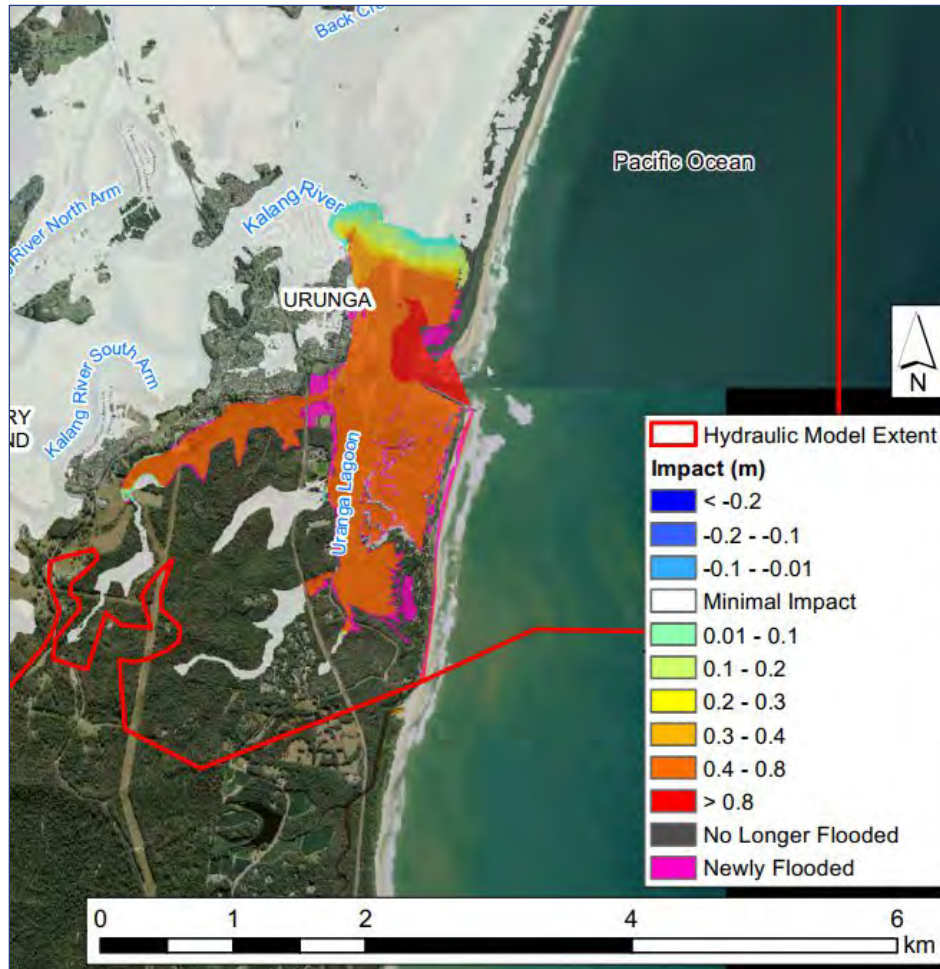 Back Cre
Pacific Ocean
Kalang River
River North Arm
URUNGA
Kalang River South Arm
RY
ND
Uranga Lagoon
N
Hydraulic Model Extent
Impact (m)
< -0.2
-0.2 - -0.1
-0.1 - -0.01
Minimal Impact
0.01 - 0.1
0.1 - 0.2
0.2 - 0.3
0.3 - 0.4
0.4 - 0.8
> 0.8
No Longer Flooded
Newly Flooded
0 1 2 4 6
km